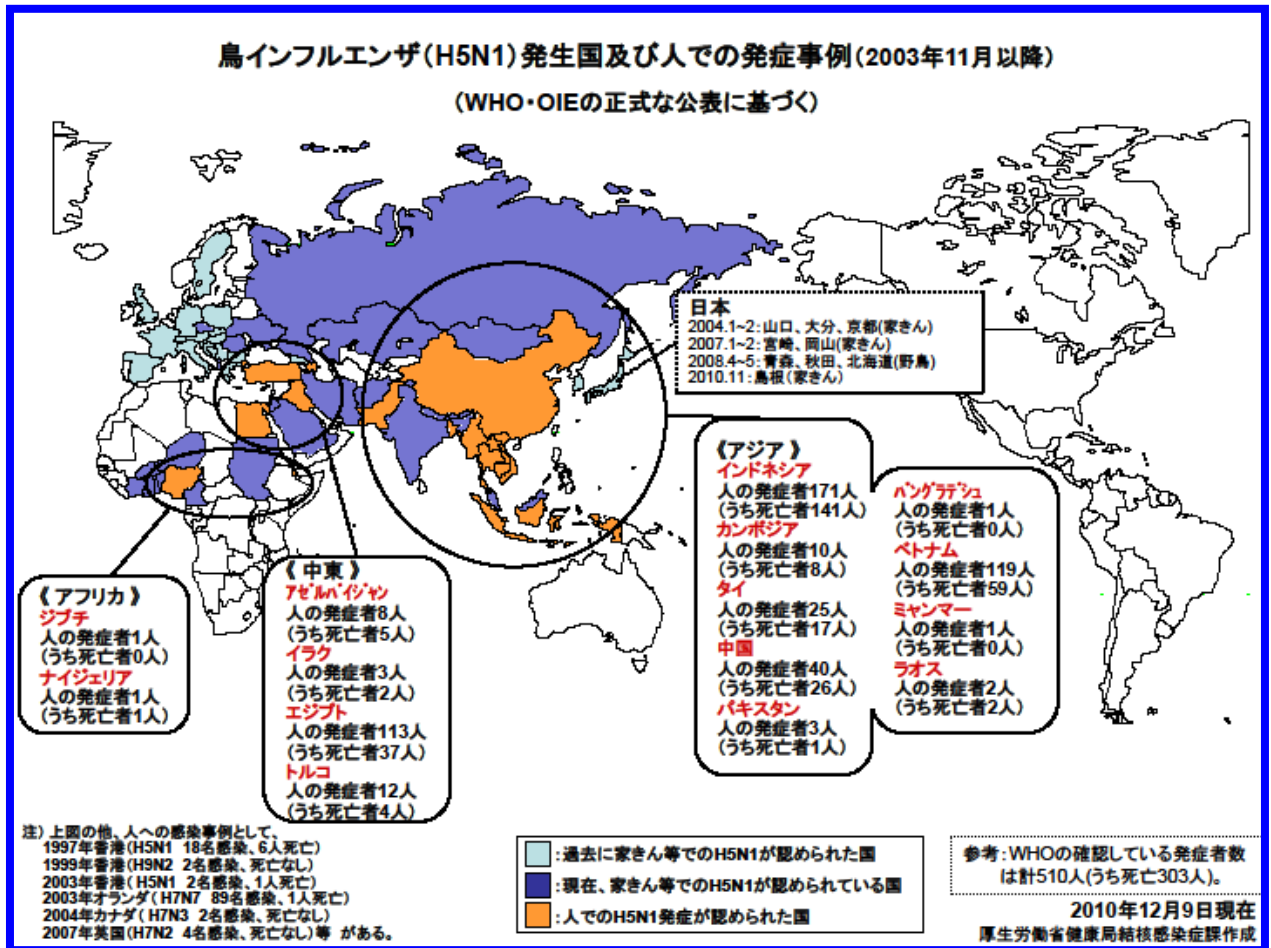 鳥インフルエンザ(H5N1)発生国及び人での発症事例(2003年11月以降)
(WHO・OIEの正式な公表に基づく)
日本
2004.1~2:山口、大分、京都(家きん)
2007.1~2:宮崎、岡山(家きん)
2008.4~5:青森、秋田、北海道(野鳥)
2010.11:島根(家きん)
《アジア》
インドネシア
人の発症者171人
(うち死亡者141人)
カンボジア
人の発症者10人
(うち死亡者8人)
タイ
人の発症者25人
(うち死亡者17人)
中国
人の発症者40人
(うち死亡者26人)
パキスタン
人の発症者3人
(うち死亡者1人)
バングラデシュ
人の発症者1人
(うち死亡者0人)
ベトナム
人の発症者119人
(うち死亡者59人)
ミャンマー
人の発症者1人
(うち死亡者0人)
ラオス
人の発症者2人
(うち死亡者2人)
《中東》
アゼルバイジャン
人の発症者8人
(うち死亡者5人)
イラク
人の発症者3人
(うち死亡者2人)
エジプト
人の発症者113人
(うち死亡者37人)
トルコ
人の発症者12人
(うち死亡者4人)
《アフリカ》
ジブチ
人の発症者1人
(うち死亡者0人)
ナイジェリア
人の発症者1人
(うち死亡者1人)
注)上図の他、人への感染事例として、
1997年香港(H5N1 18名感染、6人死亡)
1999年香港(H9N2 2名感染、死亡なし)
2003年香港(H5N1 2名感染、1人死亡)
2003年オランダ(H7N7 89名感染、1人死亡)
2004年カナダ(H7N3 2名感染、死亡なし)
2007年英国(H7N2 4名感染、死亡なし)等 がある。
:過去に家きん等でのH5N1が認められた国
:現在、家きん等でのH5N1が認められている国
:人でのH5N1発症が認められた国
参考:WHOの確認している発症者数
は計510人(うち死亡303人)。
2010年12月9日現在
厚生労働省健康局結核感染症課作成